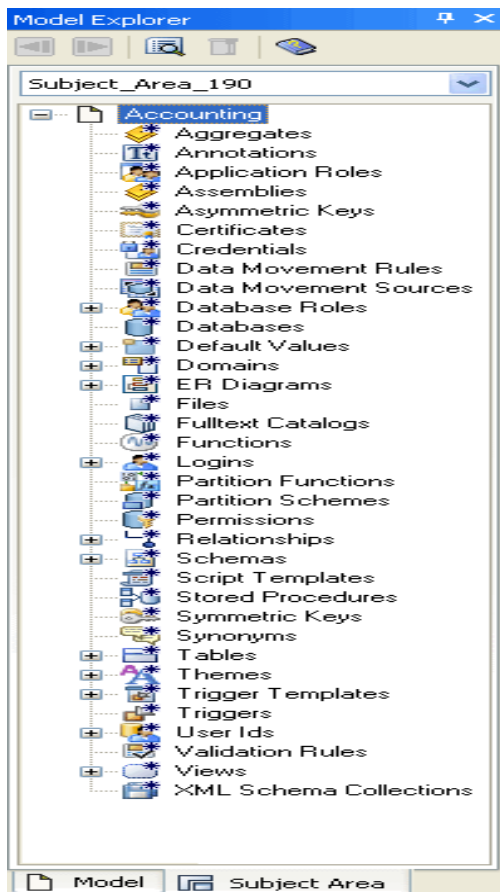 Model Explorer
Subject_Area_190
Accounting
Aggregates
Annotations
Application Roles
Assemblies
Asymmetric Keys
Certificates
Credentials
Data Movement Rules
Data Movement Sources
Database Roles
Databases
Default Values
Domains
ER Diagrams
Files
Fulltext Catalogs
Functions
Logins
Partition Functions
Partition Schemes
Permissions
Relationships
Schemas
Script Templates
Stored Procedures
Symmetric Keys
Synonyms
Tables
Themes
Trigger Templates
Triggers
User Ids
Validation Rules
Views
XML Schema Collections
Model Subject Area